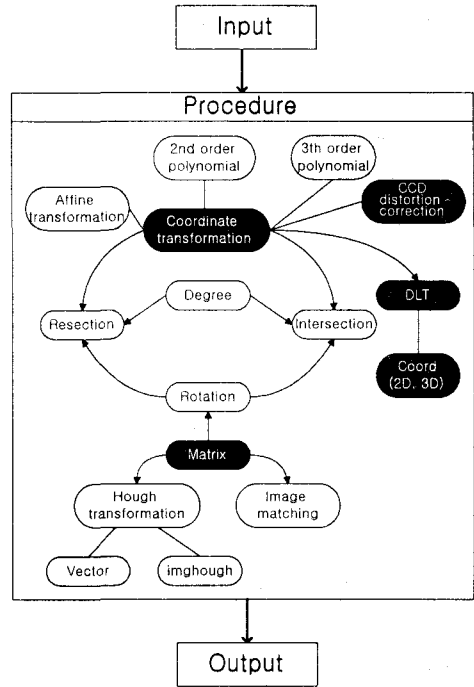 Input
Procedure
2nd order
polynomial
3th order
polynomial
Affine
transformation
Coordinate
transformation
CCD
distortion -
correction
Degree
DLT
Resection
Intersection
Coord
(2D, 3D)
Rotation
Matrix
Hough
transformation
Image
matching
Vector
imghough
Output